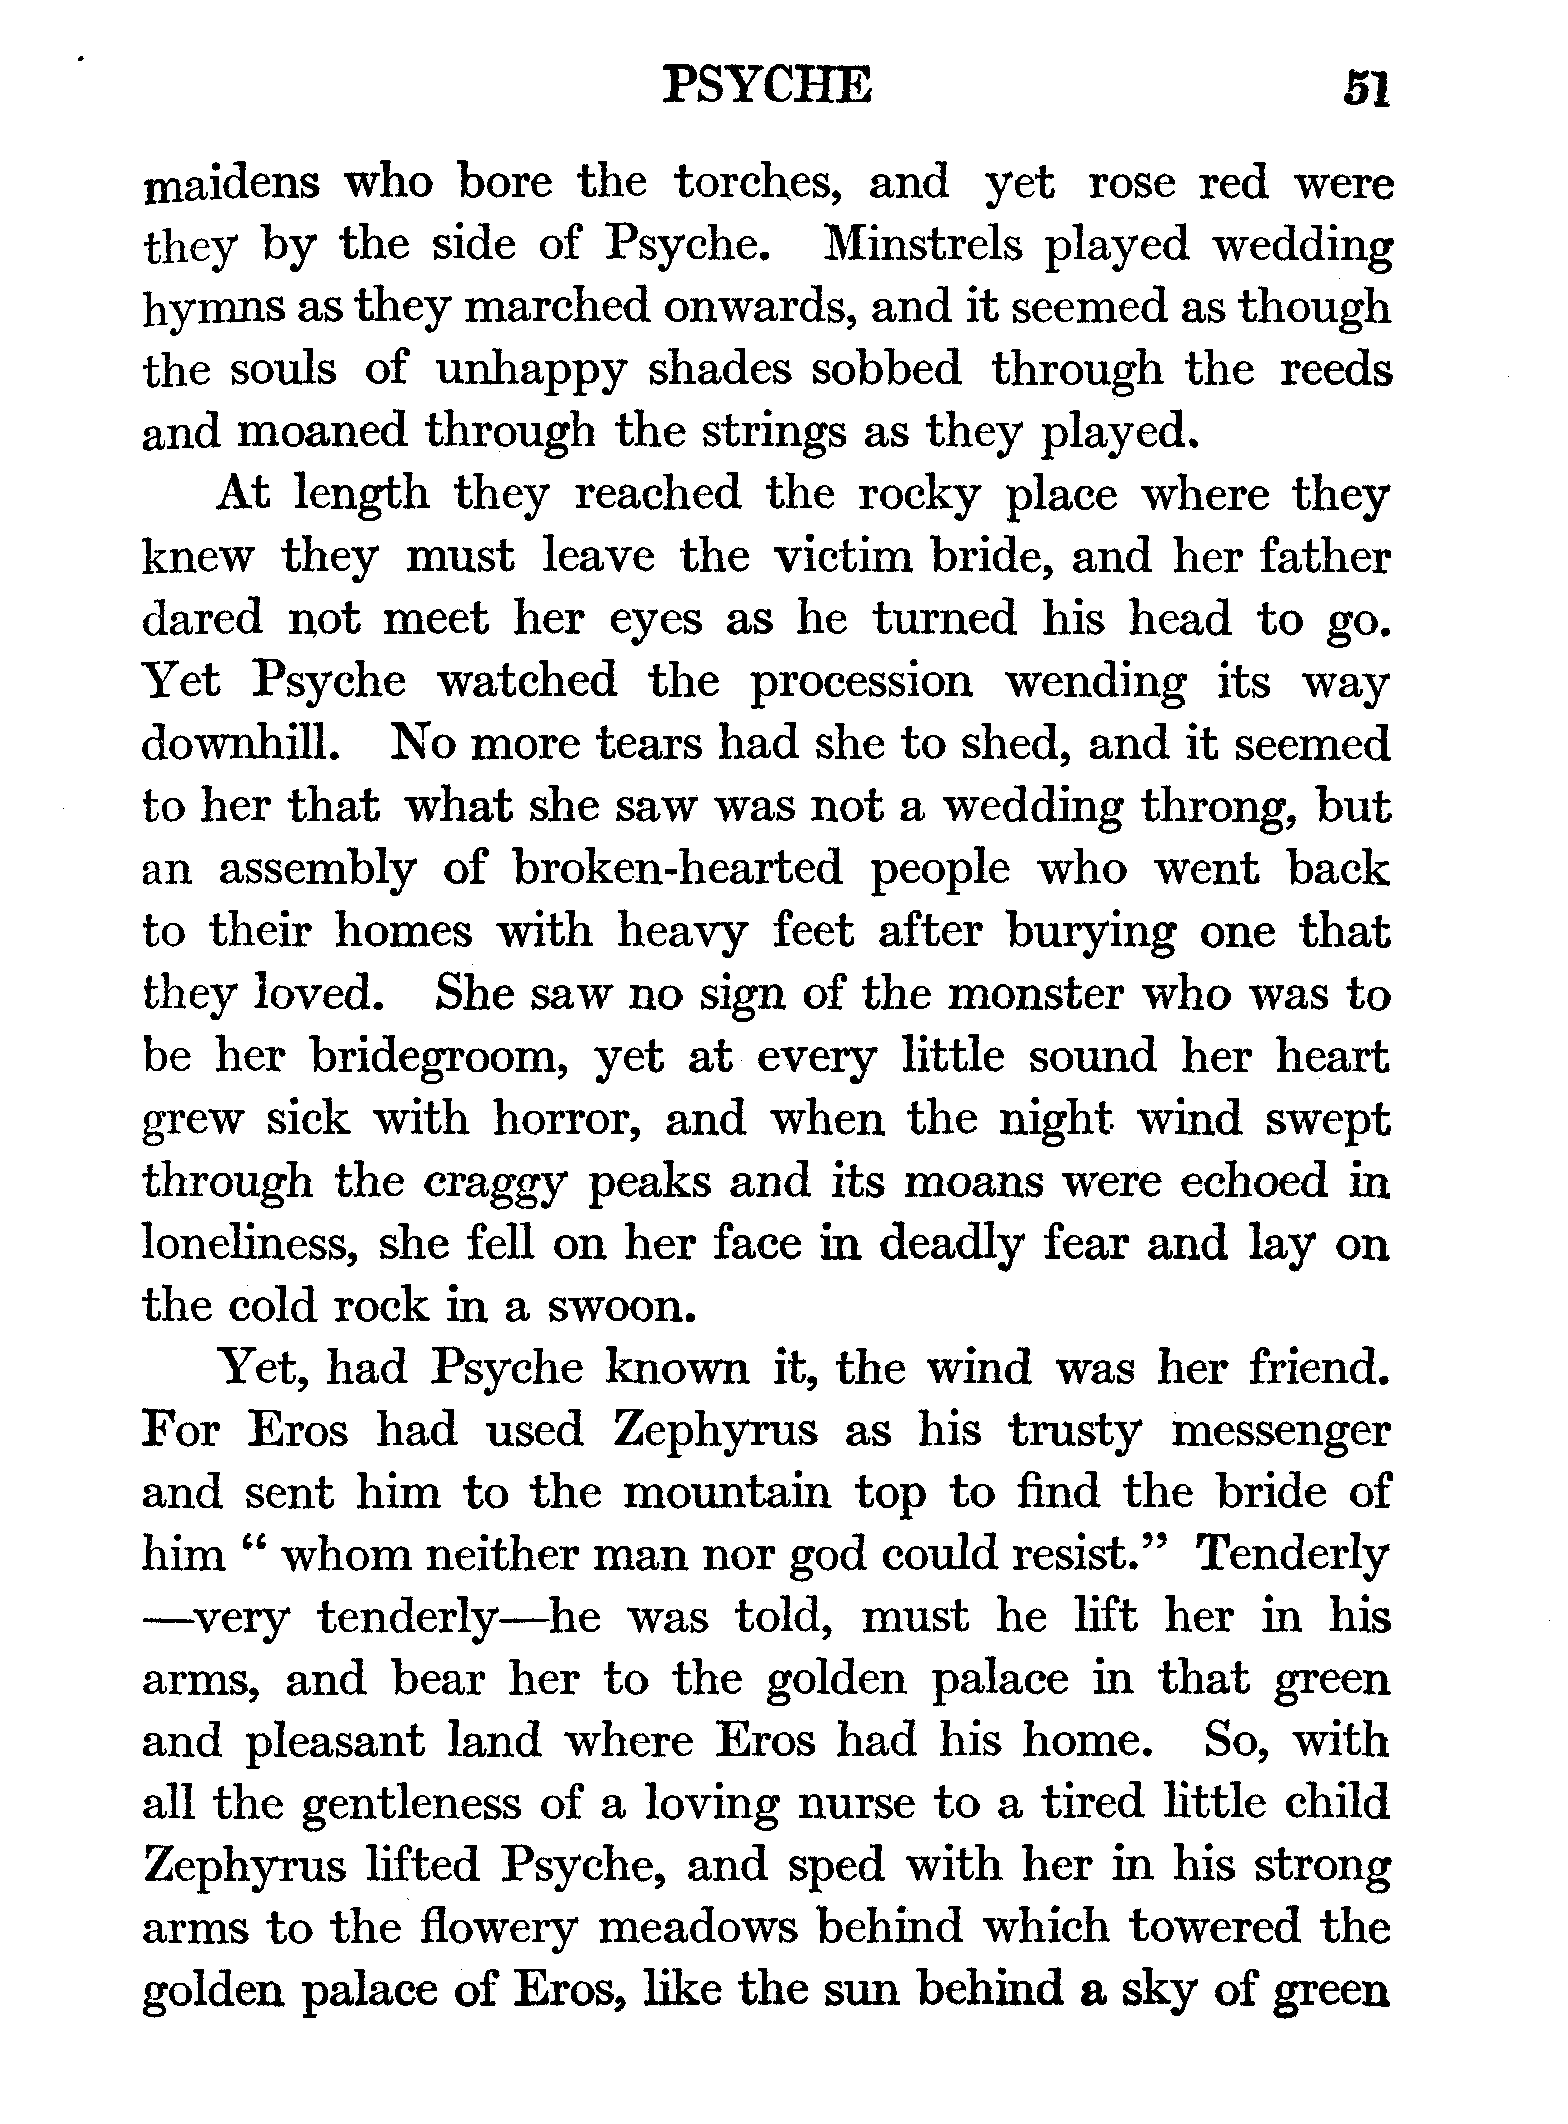 PSYCHE 51
maidens who bore the torches, and yet rose red were
they by the side of Psyche. Minstrels played wedding
hymns as they marched onwards, and it seemed as though
the souls of unhappy shades sobbed through the reeds
and moaned through the strings as they played.
At length they reached the rocky place where they
knew they must leave the victim bride, and her father
dared not meet her eyes as he turned his head to go.
Yet Psyche watched the procession wending its way
downhill. No more tears had she to shed, and it seemed
to her that what she saw was not a wedding throng, but
an assembly of broken-hearted people who went back
to their homes with heavy feet after burying one that
they loved. She saw no sign of the monster who was to
be her bridegroom, yet at every little sound her heart
grew sick with horror, and when the night wind swept
through the craggy peaks and its moans were echoed in
loneliness, she fell on her face in deadly fear and lay on
the cold rock in a swoon.
Yet, had Psyche known it, the wind was her friend.
For Eros had used Zephyrus as his trusty messenger
and sent him to the mountain top to find the bride of
him “ whom neither man nor god could resist.” Tenderly
—very tenderly—he was told, must he lift her in his
arms, and bear her to the golden palace in that green
and pleasant land where Eros had his home. So, with
all the gentleness of a loving nurse to a tired little child
Zephyrus lifted Psyche, and sped with her in his strong
arms to the flowery meadows behind which towered the
golden palace of Eros, like the sun behind a sky of green